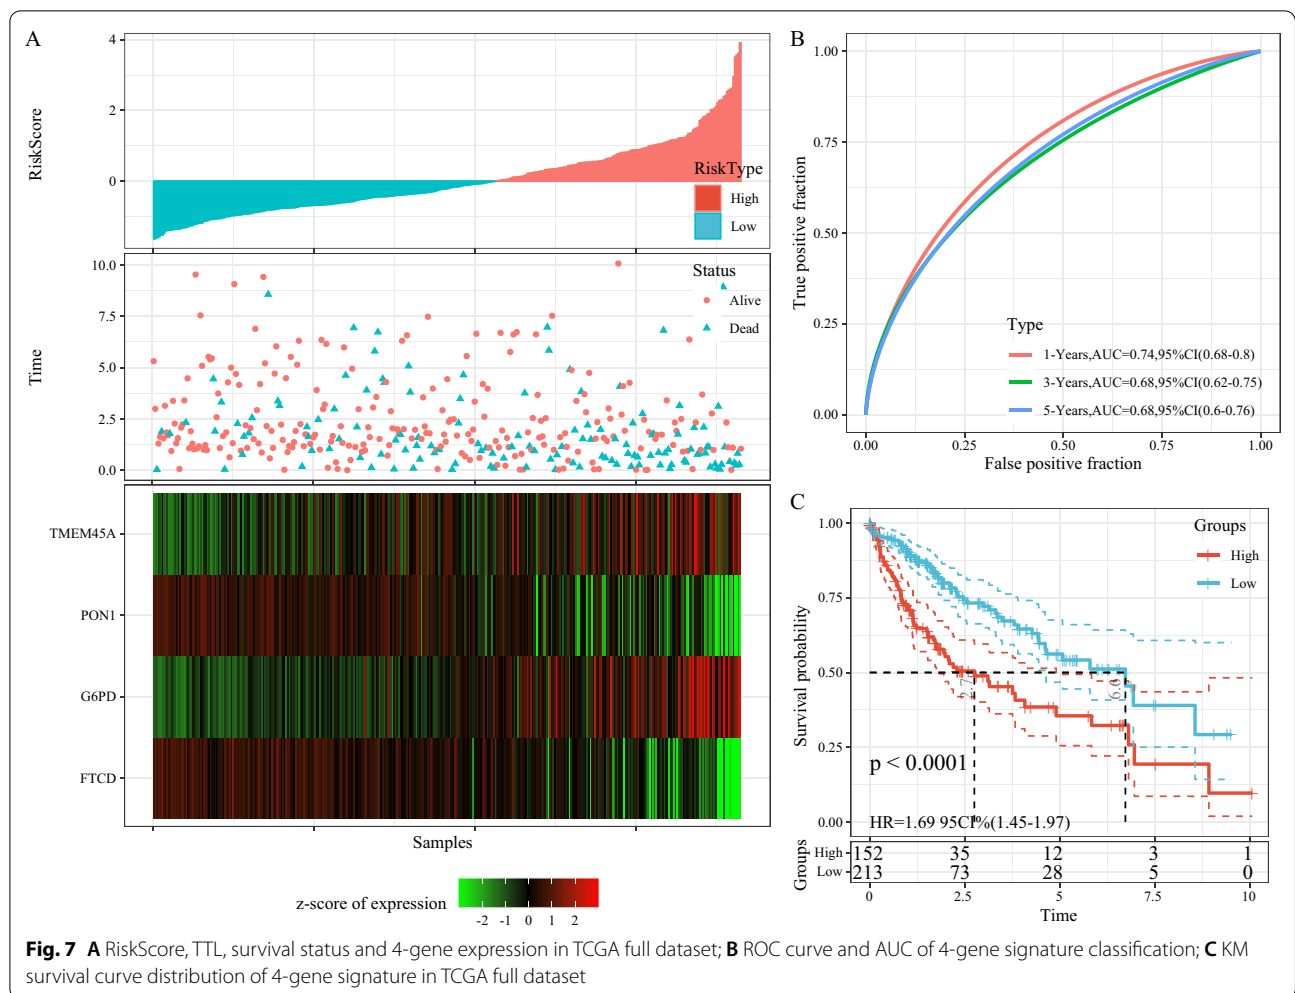 A
4
2
0
RiskScore
RiskType
High
Low
10.0
7.5
5.0
2.5
0.0
Time
Status
Alive
Dead
TMEM45A
PON1
G6PD
FTCD
Samples
z-score of expression
-2 -1 0 1 2
B
1.00
0.75
0.50
0.25
0.00
True positive fraction
Type
1-Years,AUC=0.74,95%CI(0.68-0.8)
3-Years,AUC=0.68,95%CI(0.62-0.75)
5-Years,AUC=0.68,95%CI(0.6-0.76)
0.00 0.25 0.50 0.75 1.00
False positive fraction
C
1.00
0.75
0.50
0.25
0.00
Survival probability
Groups
High
Low
2.7
p < 0.0001
HR=1.69 95CI%(1.45-1.97)
Groups
High 152 35 12 3 1
Low 213 73 28 5 0
0 2.5 5 7.5 10
Time
Fig. 7 A RiskScore, TTL, survival status and 4-gene expression in TCGA full dataset; B ROC curve and AUC of 4-gene signature classification; C KM
survival curve distribution of 4-gene signature in TCGA full dataset